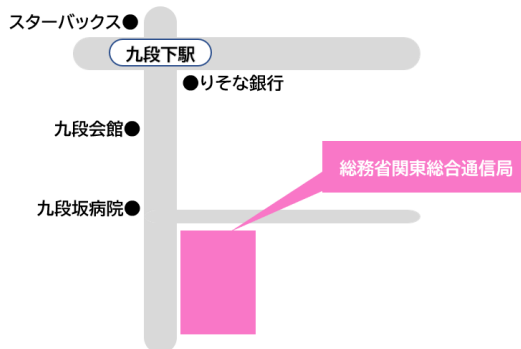 スターバックス●
九段下駅
●りそな銀行
九段会館●
総務省関東総合通信局
九段坂病院●